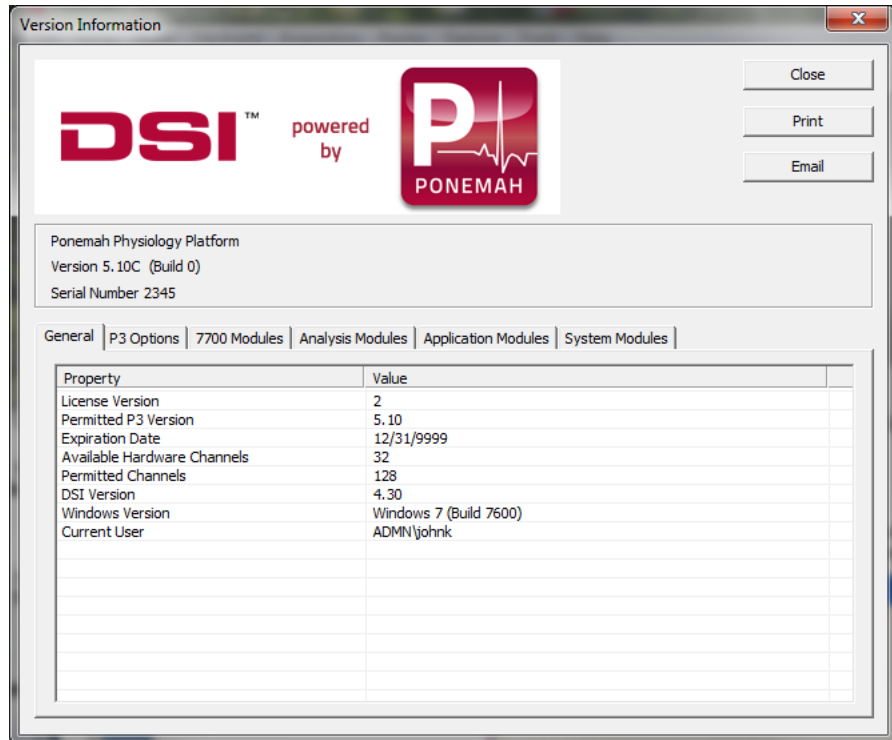 Version Information
DSI™
powered
by
P
PONEMAH
Close
Print
Email
Ponemah Physiology Platform
Version 5.10C (Build 0)
Serial Number 2345
General P3 Options 7700 Modules Analysis Modules Application Modules System Modules
Property Value
License Version 2
Permitted P3 Version 5.10
Expiration Date 12/31/9999
Available Hardware Channels 32
Permitted Channels 128
DSI Version 4.30
Windows Version Windows 7 (Build 7600)
Current User ADMN\johnk